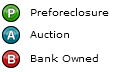 P Preforeclosure
A Auction
B Bank Owned